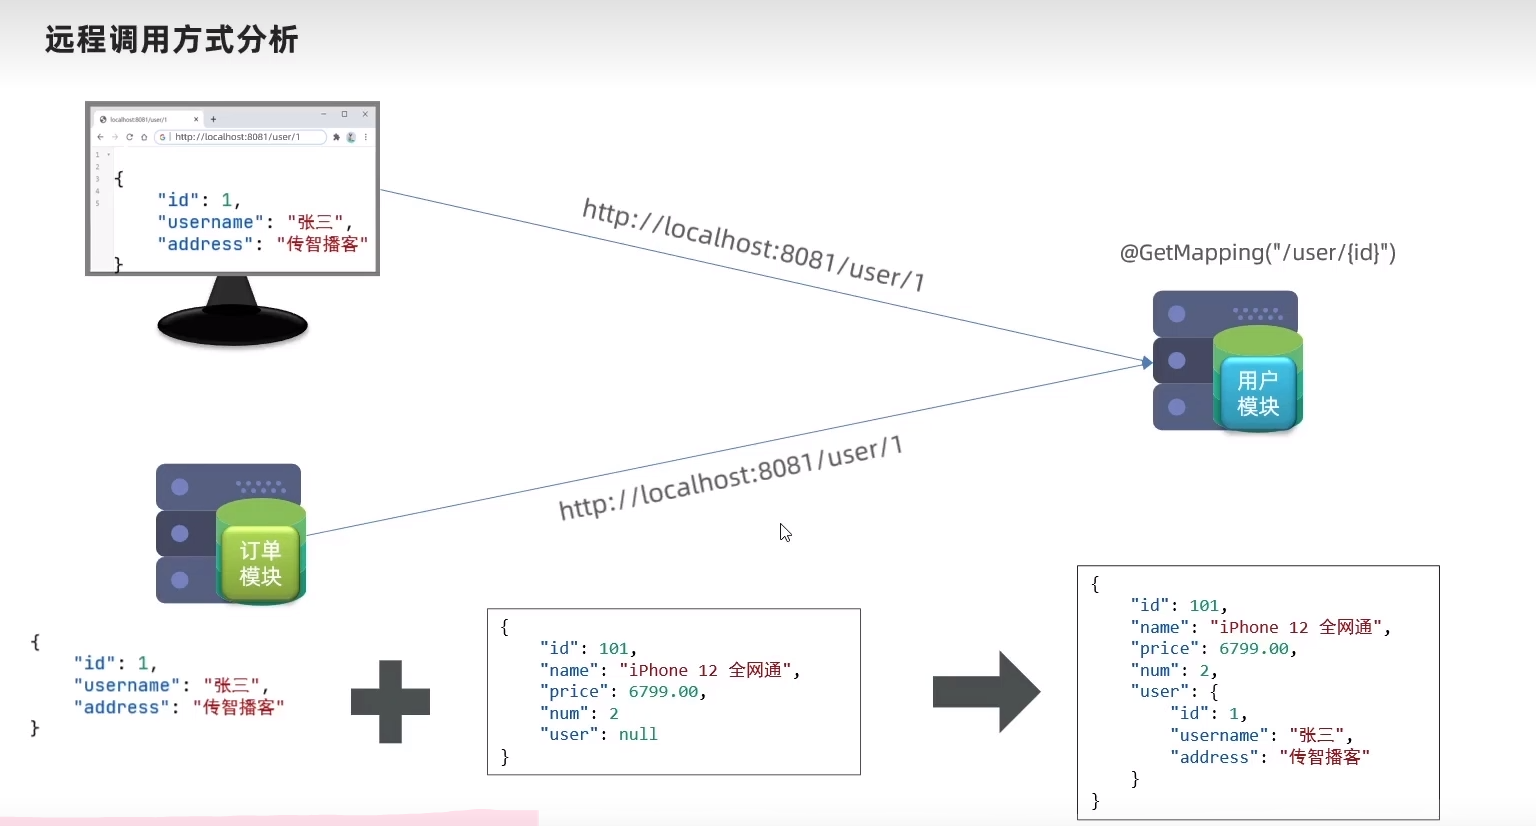 远程调用方式分析
localhost:8081/user/1
http://localhost:8081/user/1
1
2
3
4
5
{
"id": 1,
"username": "张三",
"address": "传智播客"
}
http://localhost:8081/user/1
@GetMapping("/user/{id}")
用户
模块
http://localhost:8081/user/1
订单
模块
{
"id": 1,
"username": "张三",
"address": "传智播客"
}
{
"id": 101,
"name": "iPhone 12 全网通",
"price": 6799.00,
"num": 2
"user": null
}
{
"id": 101,
"name": "iPhone 12 全网通",
"price": 6799.00,
"num": 2,
"user": {
"id": 1,
"username": "张三",
"address": "传智播客"
}
}